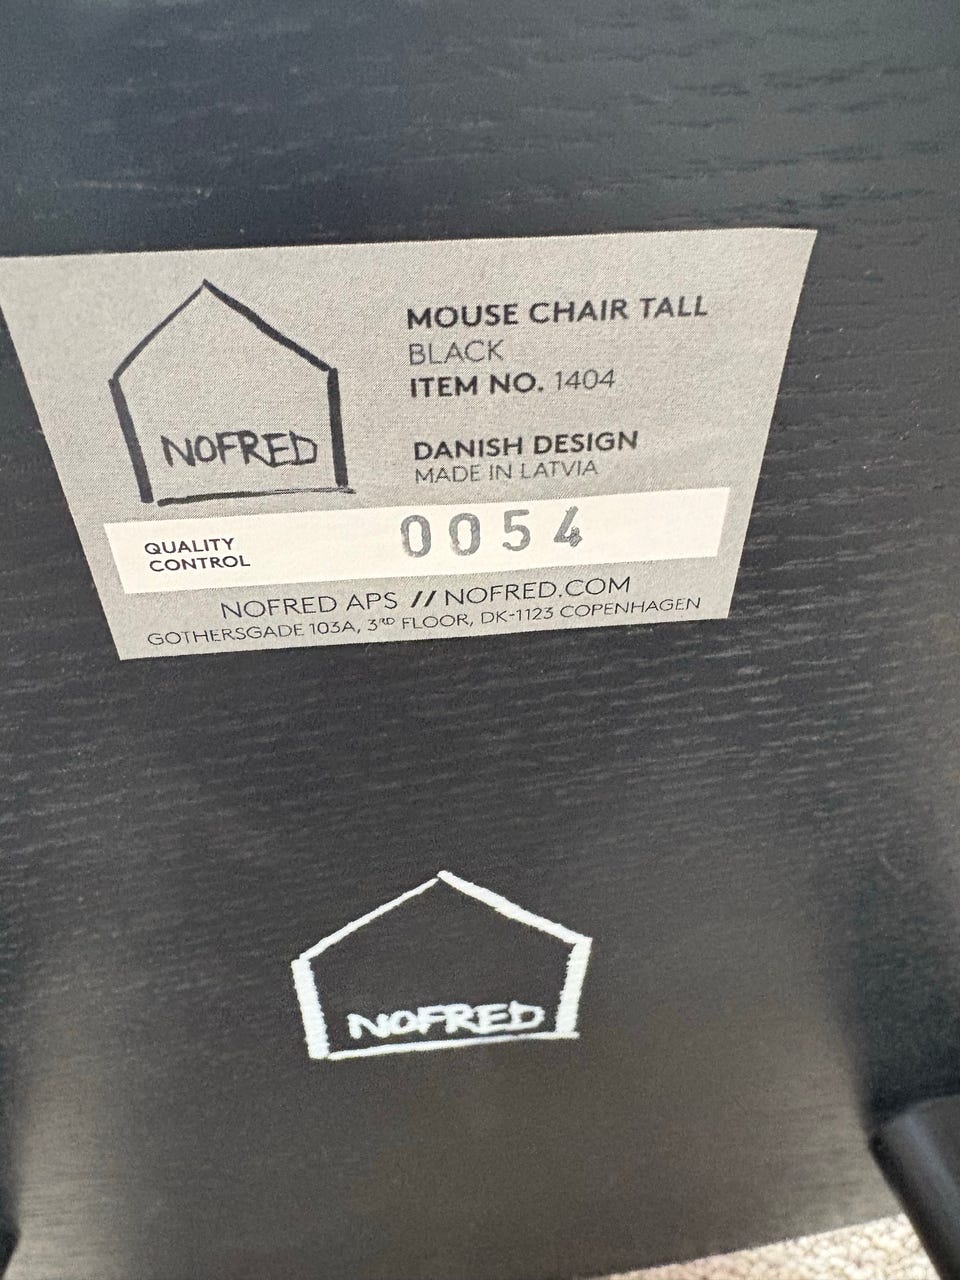 NOFRED
MOUSE CHAIR TALL
BLACK
ITEM NO. 1404
DANISH DESIGN
MADE IN LATVIA
QUALITY
CONTROL
0054
NOFRED APS // NOFRED.COM
GOTHERSGADE 103A, 3RD FLOOR, DK-1123 COPENHAGEN
NOFRED